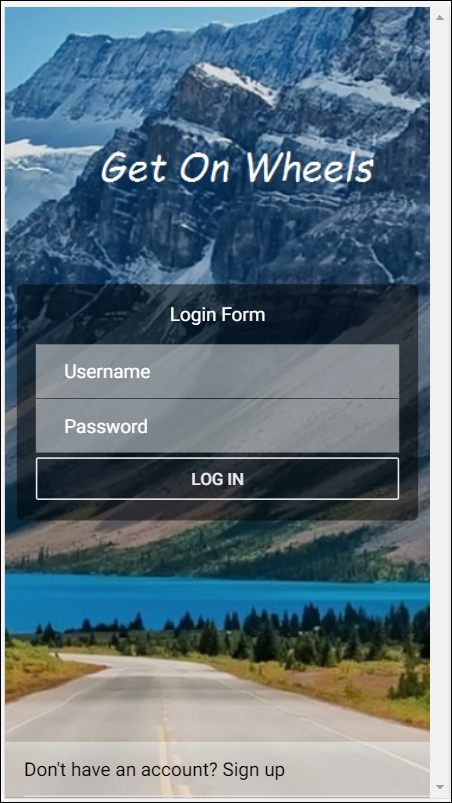 Get On Wheels
Login Form
Username
Password
LOG IN
Don't have an account? Sign up